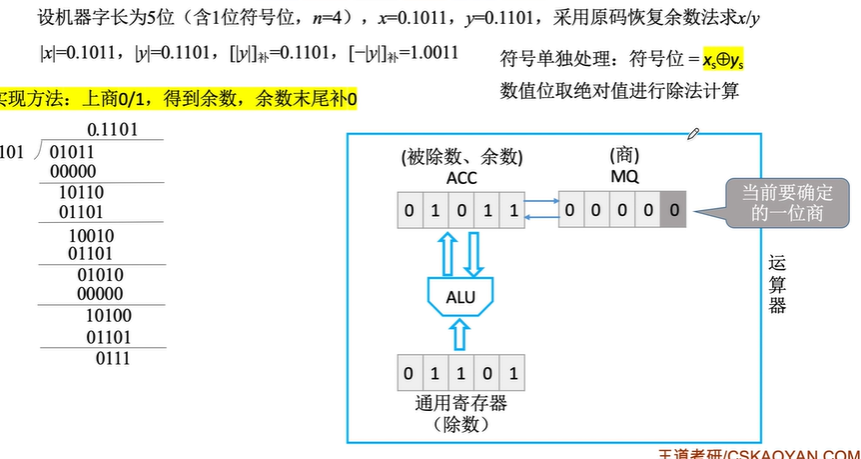 设机器字长为5位（含1位符号位，n=4），x=0.1011，y=0.1101，采用原码恢复余数法求x/y
|x|=0.1011，|y|=0.1101，[|y|]补=0.1101，[−|y|]补=1.0011
符号单独处理：符号位 = xs⊕ys
数值位取绝对值进行除法计算
实现方法：上商0/1，得到余数，余数末尾补0
0.1101
101 01011
00000
10110
01101
10010
01101
01010
00000
10100
01101
0111
(被除数、余数)
ACC
0 1 0 1 1
(商)
MQ
0 0 0 0 0
当前要确定
的一位商
ALU
0 1 1 0 1
通用寄存器
（除数）
运算器
王道考研/CSKAOYAN.COM